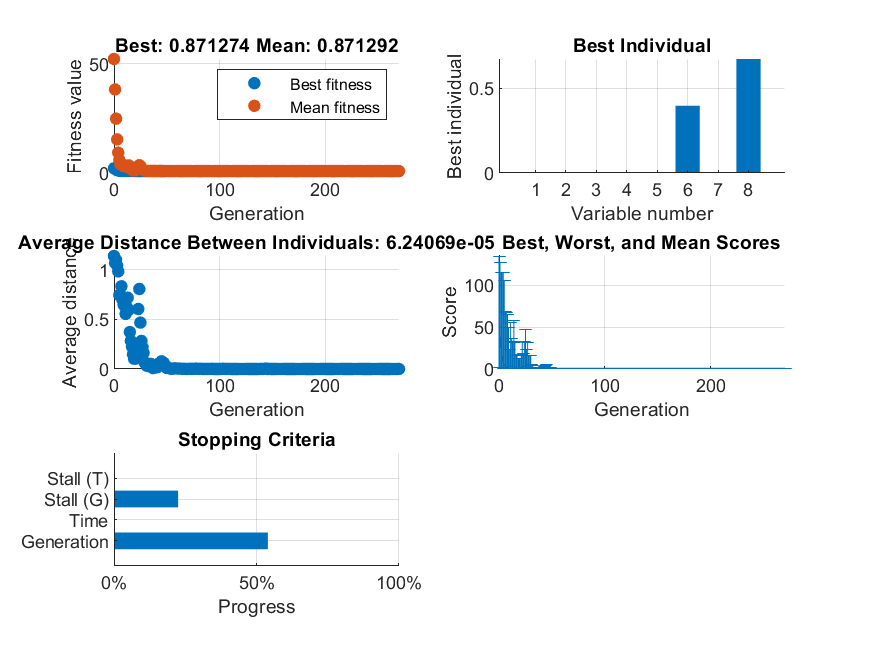 Best: 0.871274 Mean: 0.871292
Fitness value
50
0
Best fitness
Mean fitness
0 100 200
Generation
Best Individual
Best individual
0.5
0
1 2 3 4 5 6 7 8
Variable number
Average Distance Between Individuals: 6.24069e-05
Average distance
1
0.5
0
0 100 200
Generation
Best, Worst, and Mean Scores
Score
100
50
0
0 100 200
Generation
Stopping Criteria
Stall (T)
Stall (G)
Time
Generation
0% 50% 100%
Progress